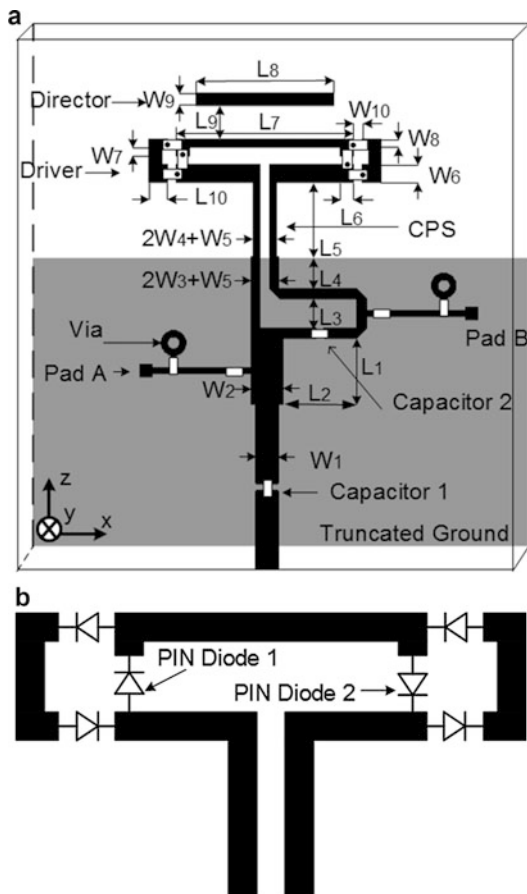 a
L8
Director
W9
L9
L7
W10
W8
W7
Driver
W6
L10
L6
L5
CPS
2W4+W5
2W3+W5
L4
L3
Via
Pad B
Pad A
W2
L2
L1
Capacitor 2
W1
Capacitor 1
z
y
x
Truncated Ground
b
PIN Diode 1
PIN Diode 2